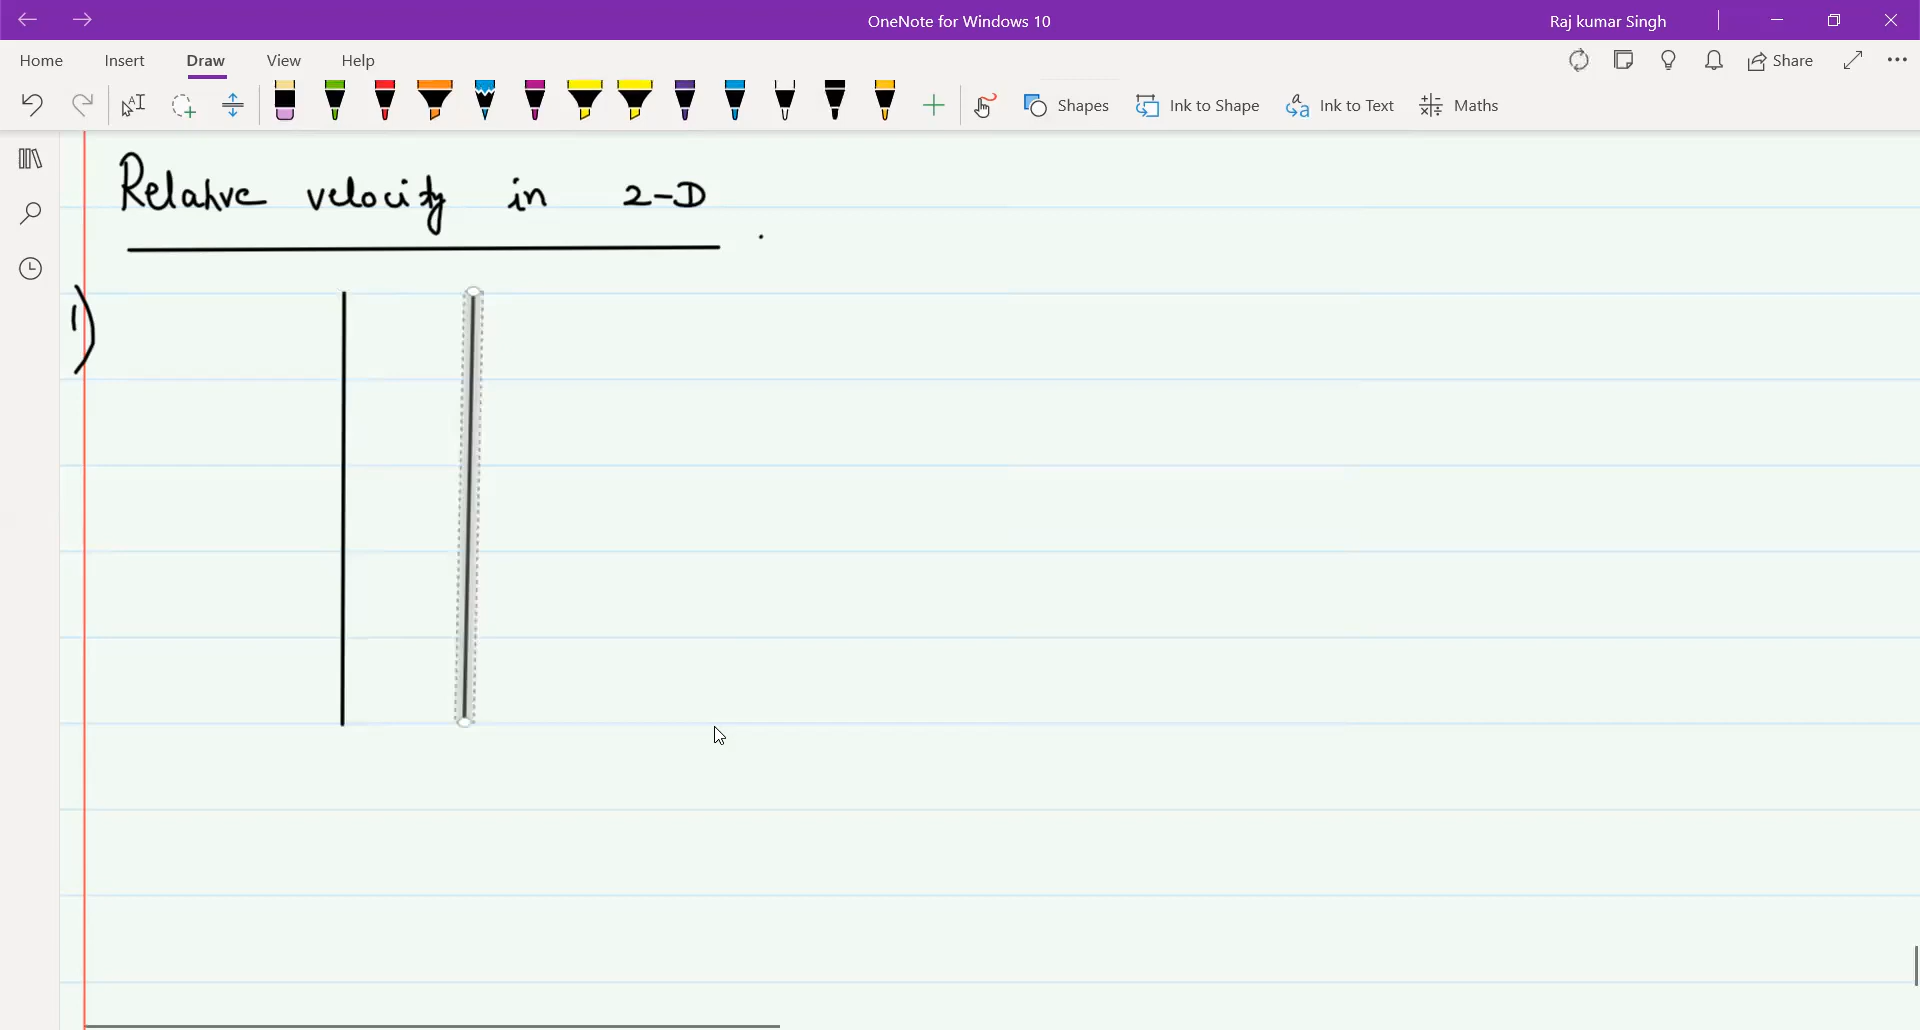 OneNote for Windows 10
Raj kumar Singh
Home Insert Draw View Help
Share
Shapes Ink to Shape Ink to Text Maths
Relative velocity in 2-D
1)